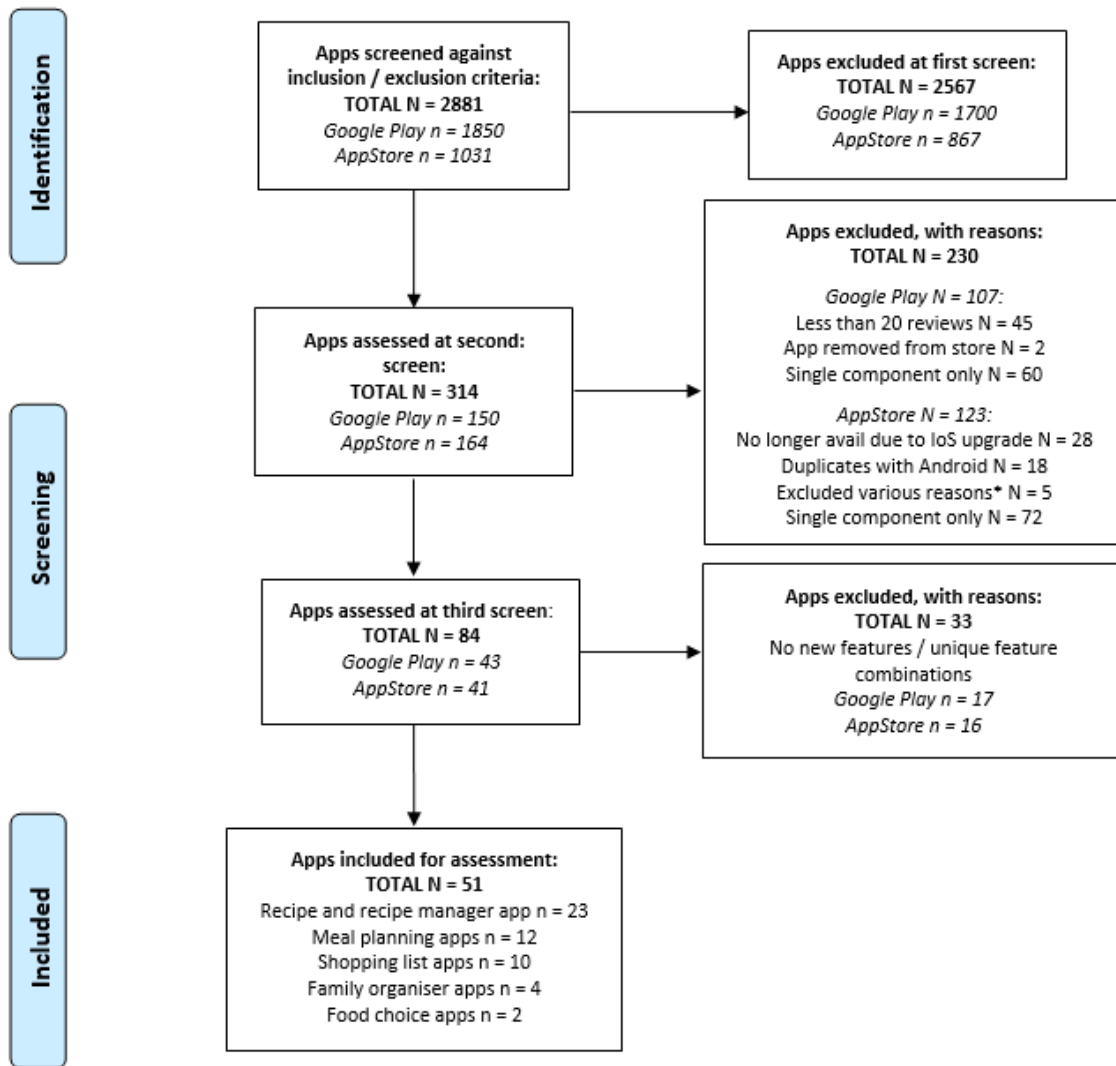 Identification
Apps screened against
inclusion / exclusion criteria:
TOTAL N = 2881
Google Play n = 1850
AppStore n = 1031
Apps excluded at first screen:
TOTAL N = 2567
Google Play n = 1700
AppStore n = 867
Screening
Apps assessed at second:
screen:
TOTAL N = 314
Google Play n = 150
AppStore n = 164
Apps excluded, with reasons:
TOTAL N = 230
Google Play N = 107:
Less than 20 reviews N = 45
App removed from store N = 2
Single component only N = 60
AppStore N = 123:
No longer avail due to IoS upgrade N = 28
Duplicates with Android N = 18
Excluded various reasons* N = 5
Single component only N = 72
Apps assessed at third screen:
TOTAL N = 84
Google Play n = 43
AppStore n = 41
Apps excluded, with reasons:
TOTAL N = 33
No new features / unique feature
combinations
Google Play n = 17
AppStore n = 16
Included
Apps included for assessment:
TOTAL N = 51
Recipe and recipe manager app n = 23
Meal planning apps n = 12
Shopping list apps n = 10
Family organiser apps n = 4
Food choice apps n = 2